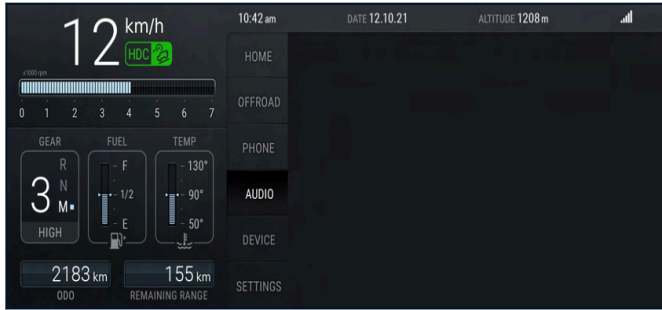 12 km/h
HDC
x1000 rpm
0 1 2 3 4 5 6 7
GEAR FUEL TEMP
R
N
M
3
HIGH
F
1/2
E
130°
90°
50°
2183 km
ODO
155 km
REMAINING RANGE
10:42 am DATE 12.10.21 ALTITUDE 1208 m
HOME
OFFROAD
PHONE
AUDIO
DEVICE
SETTINGS